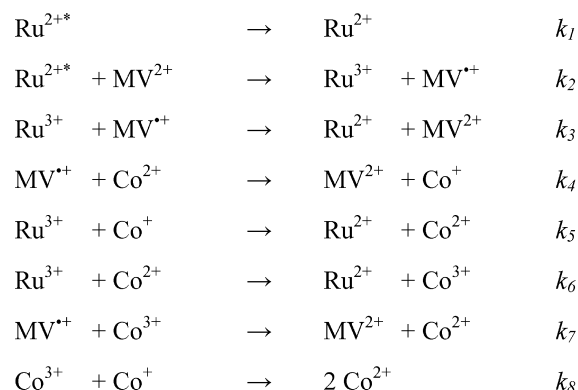 Ru²⁺* → Ru²⁺ k₁
Ru²⁺* + MV²⁺ → Ru³⁺ + MV•⁺ k₂
Ru³⁺ + MV•⁺ → Ru²⁺ + MV²⁺ k₃
MV•⁺ + Co²⁺ → MV²⁺ + Co⁺ k₄
Ru³⁺ + Co⁺ → Ru²⁺ + Co²⁺ k₅
Ru³⁺ + Co²⁺ → Ru²⁺ + Co³⁺ k₆
MV•⁺ + Co³⁺ → MV²⁺ + Co²⁺ k₇
Co³⁺ + Co⁺ → 2 Co²⁺ k₈